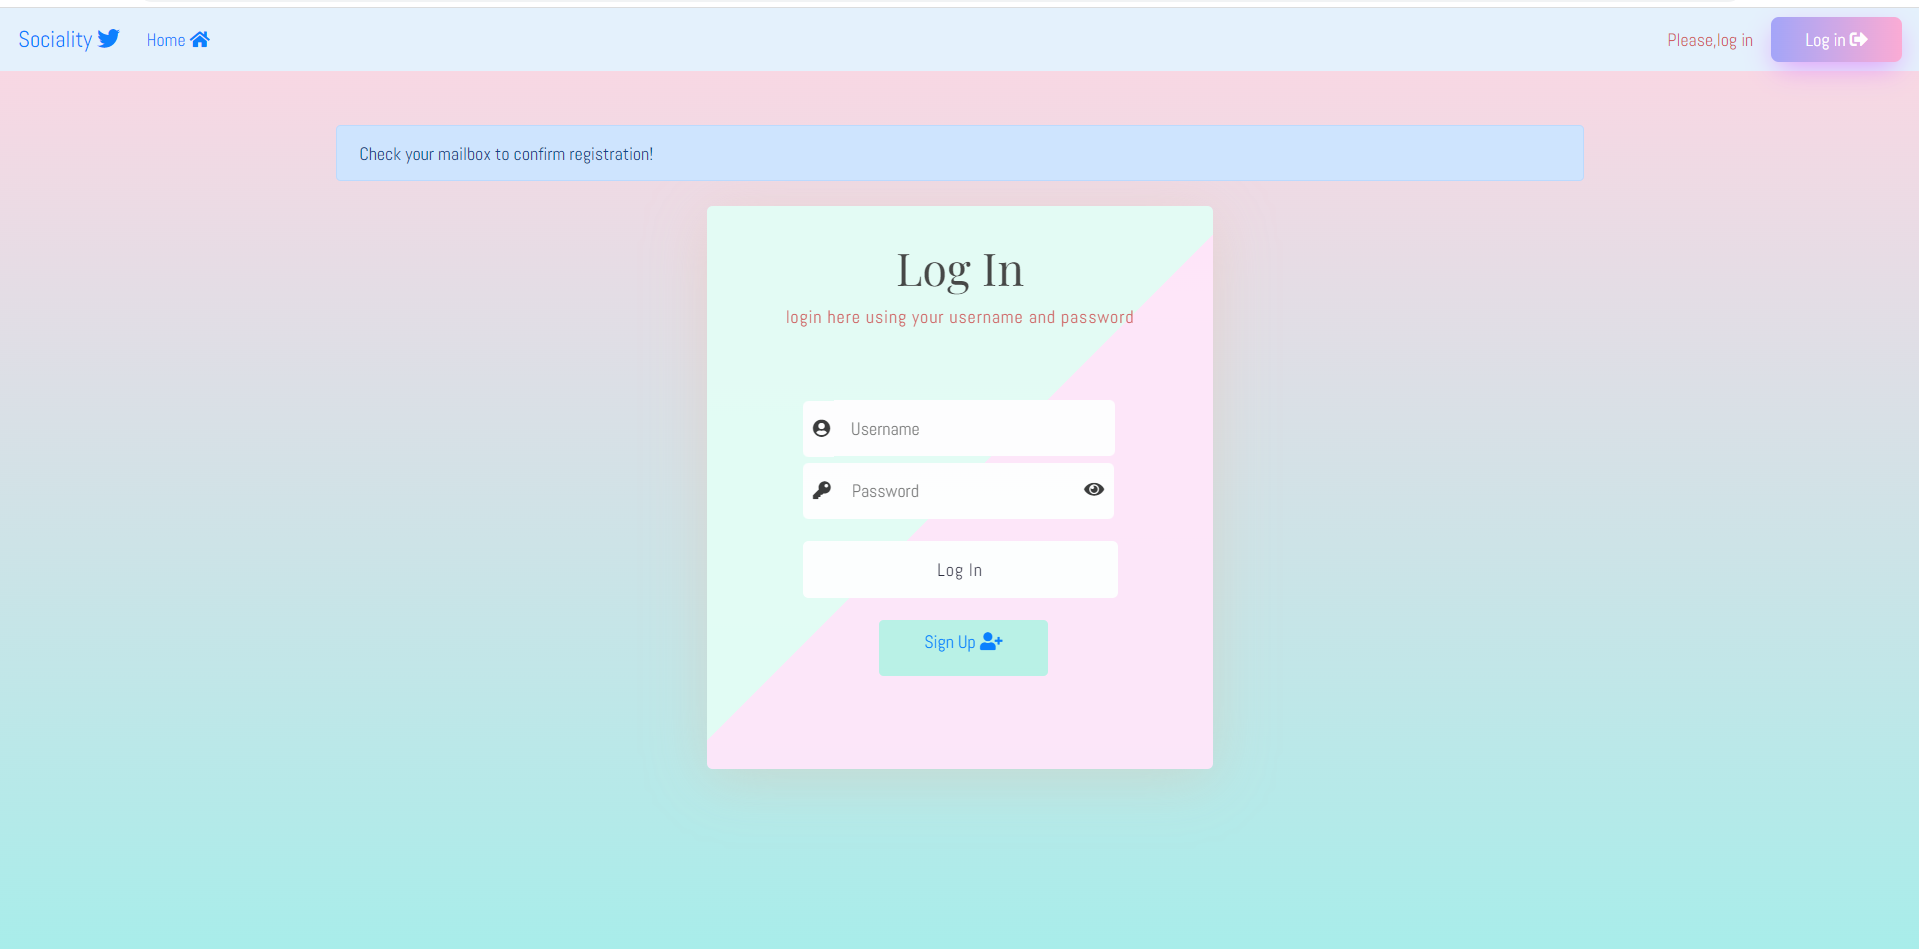 Sociality
Home
Please,log in
Log in
Check your mailbox to confirm registration!
Log In
login here using your username and password
Username
Password
Log In
Sign Up